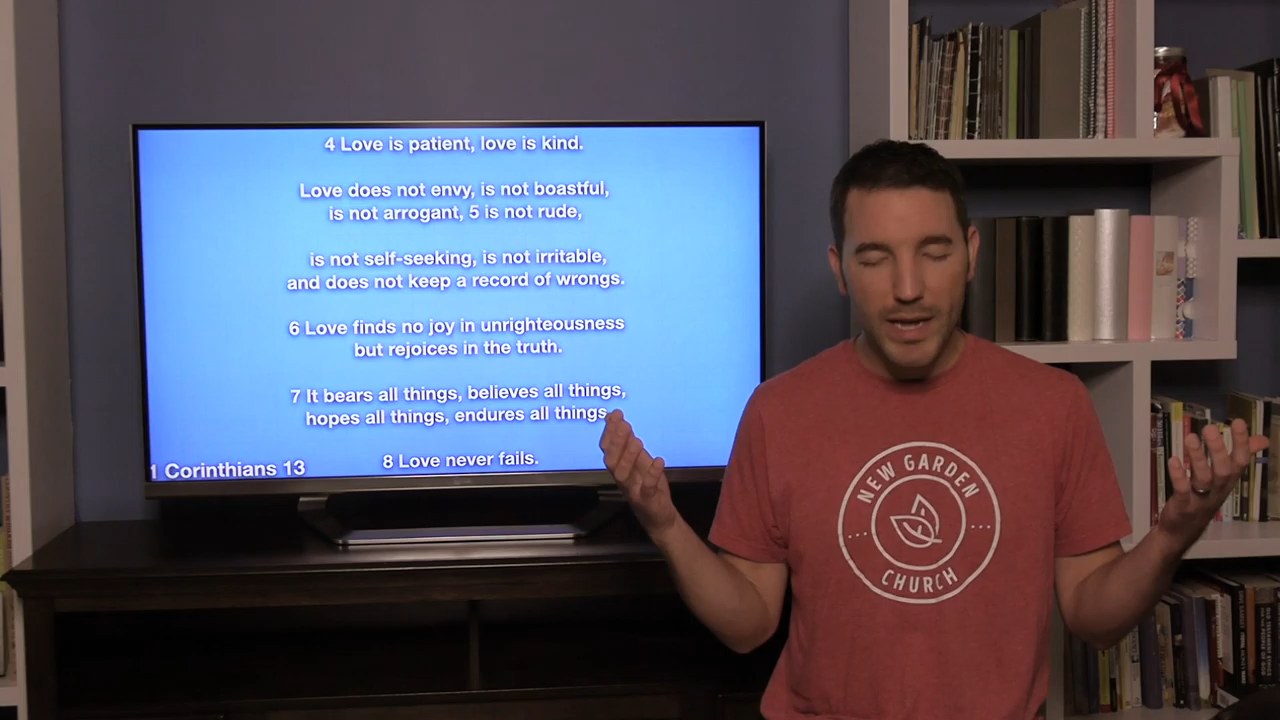 4 Love is patient, love is kind.
Love does not envy, is not boastful,
is not arrogant, 5 is not rude,
is not self-seeking, is not irritable,
and does not keep a record of wrongs.
6 Love finds no joy in unrighteousness
but rejoices in the truth.
7 It bears all things, believes all things,
hopes all things, endures all things.
8 Love never fails.
1 Corinthians 13
NEW GARDEN
CHURCH